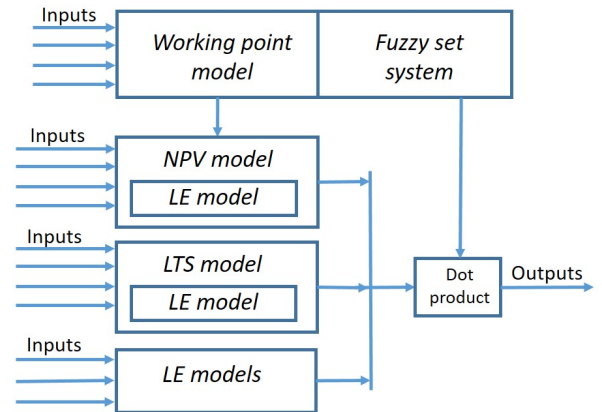 Inputs
Working point
model
Fuzzy set
system
Inputs
NPV model
LE model
Inputs
LTS model
LE model
Dot
product
Outputs
Inputs
LE models